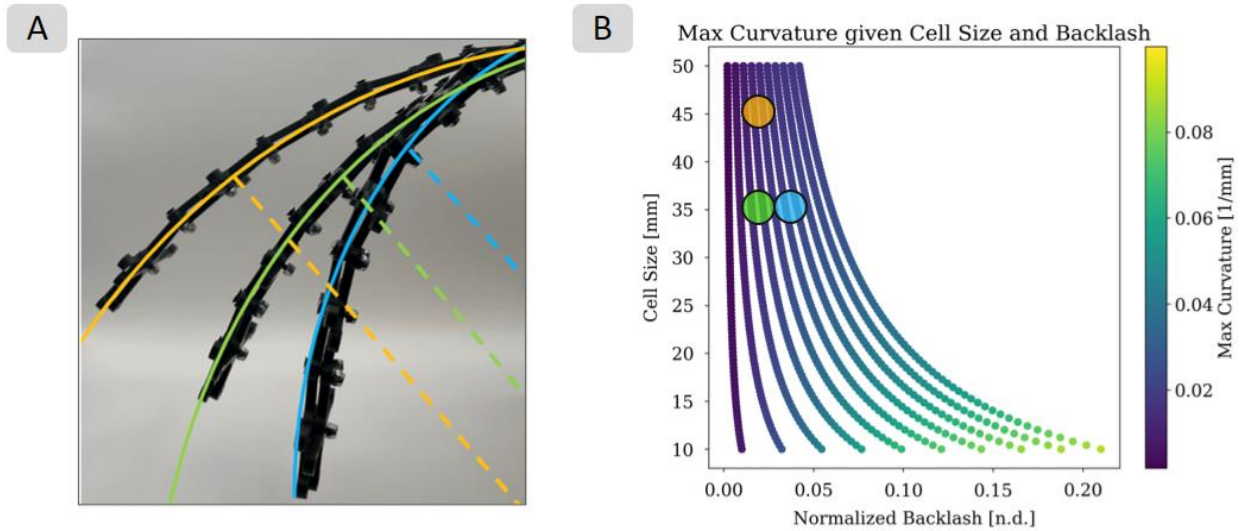 A
B
Max Curvature given Cell Size and Backlash
50
45
40
35
30
25
20
15
10
Cell Size [mm]
0.00 0.05 0.10 0.15 0.20
Normalized Backlash [n.d.]
0.08
0.06
0.04
0.02
Max Curvature [1/mm]